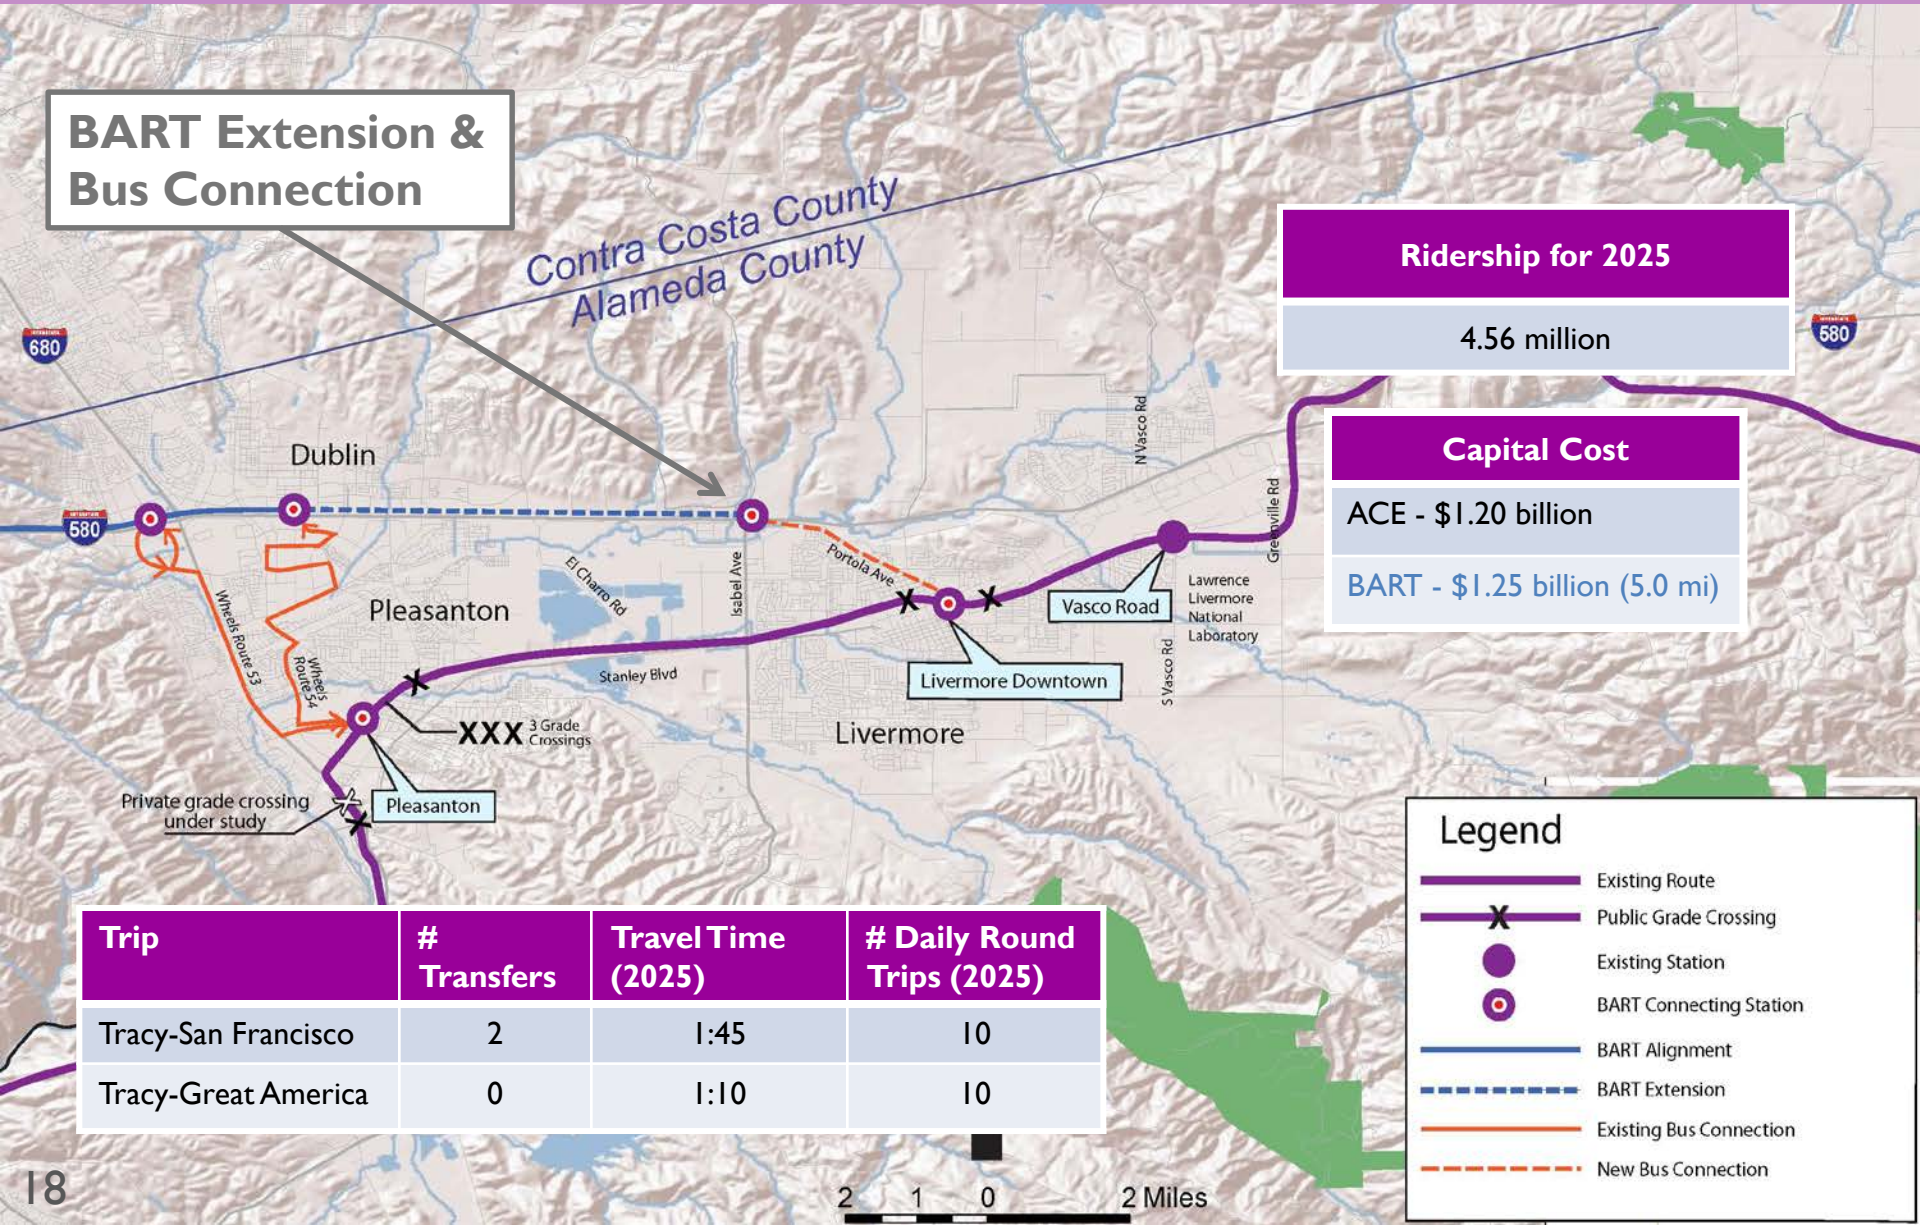 BART Extension &
Bus Connection
Contra Costa County
Alameda County
Ridership for 2025
4.56 million
INTERSTATE
680
INTERSTATE
580
Capital Cost
ACE - $1.20 billion
BART - $1.25 billion (5.0 mi)
Dublin
INTERSTATE
580
N Vasco Rd
Greenville Rd
Portola Ave
El Charro Rd
Isabel Ave
Pleasanton
Wheels Route 53
Wheels
Route 54
Vasco Road
Lawrence
Livermore
National
Laboratory
S Vasco Rd
Stanley Blvd
Livermore Downtown
X
X
X
XXX
3 Grade
Crossings
Livermore
Private grade crossing
under study
X
X
Pleasanton
Legend
Existing Route
X
Public Grade Crossing
Existing Station
BART Connecting Station
BART Alignment
BART Extension
Existing Bus Connection
New Bus Connection
Trip
#
Transfers
Travel Time
(2025)
# Daily Round
Trips (2025)
Tracy-San Francisco
2
1:45
10
Tracy-Great America
0
1:10
10
18
2
1
0
2 Miles